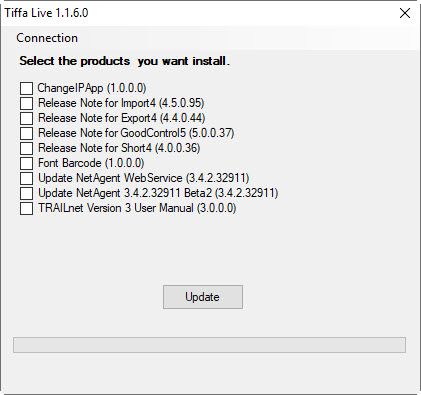 Tiffa Live 1.1.6.0
Connection
Select the products you want install.
ChangeIPApp (1.0.0.0)
Release Note for Import4 (4.5.0.95)
Release Note for Export4 (4.4.0.44)
Release Note for GoodControl5 (5.0.0.37)
Release Note for Short4 (4.0.0.36)
Font Barcode (1.0.0.0)
Update NetAgent WebService (3.4.2.32911)
Update NetAgent 3.4.2.32911 Beta2 (3.4.2.32911)
TRAILnet Version 3 User Manual (3.0.0.0)
Update